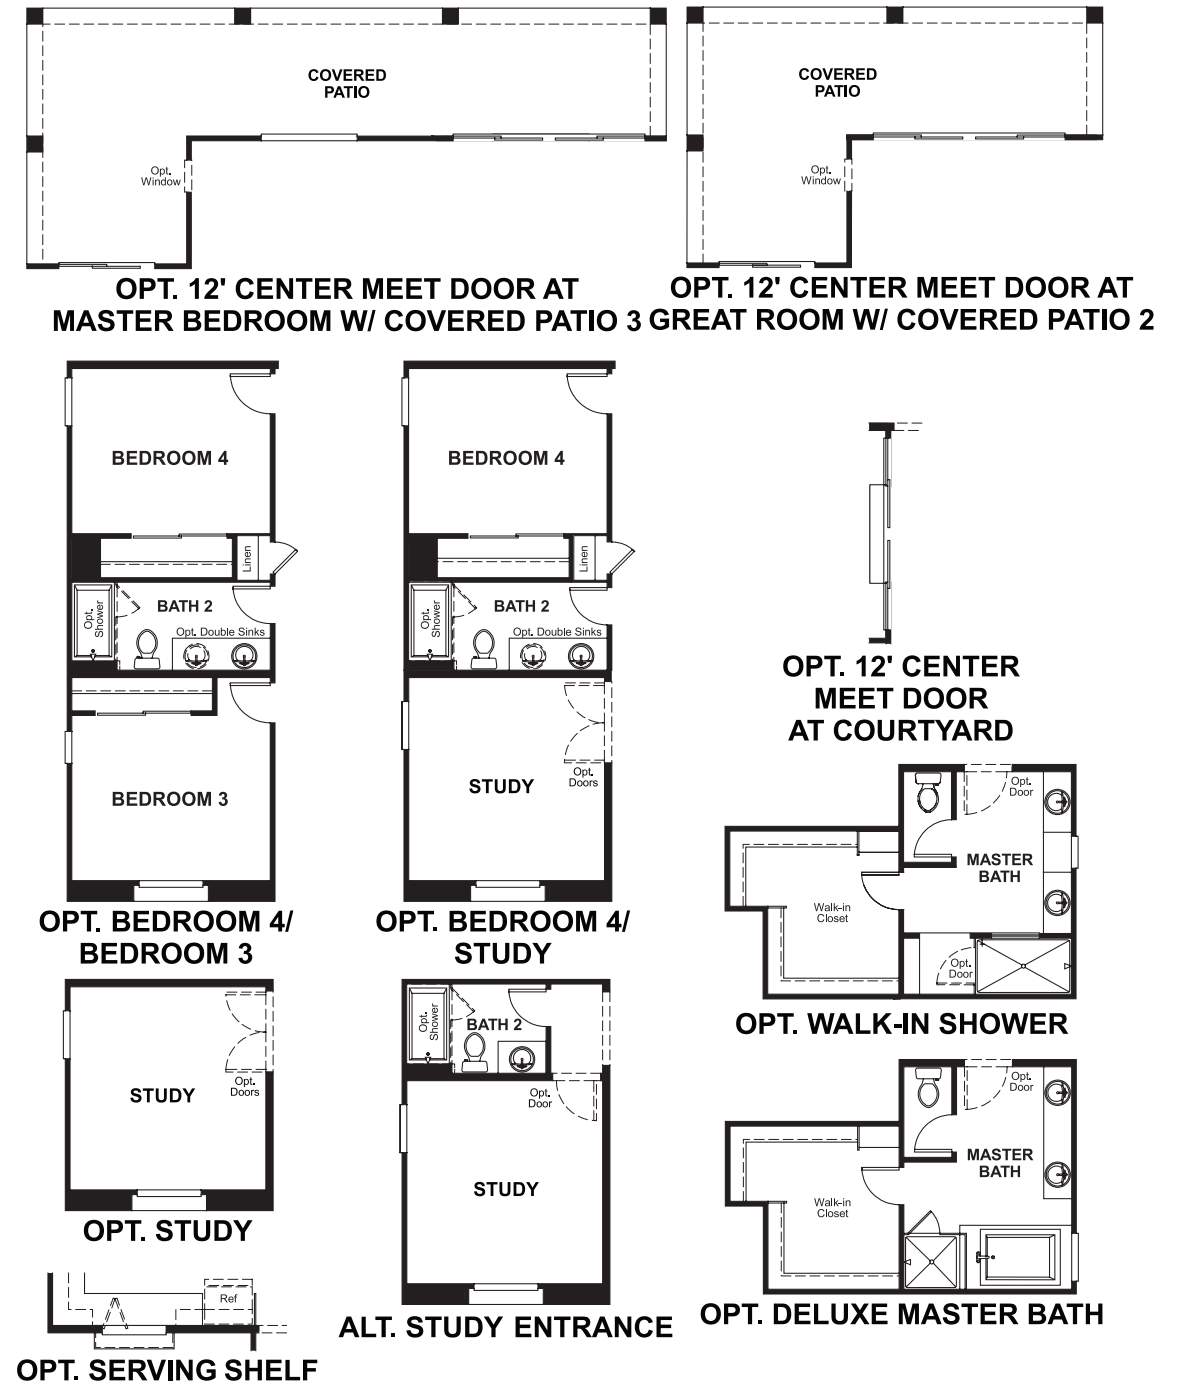 COVERED
PATIO
Opt.
Window
OPT. 12' CENTER MEET DOOR AT
MASTER BEDROOM W/ COVERED PATIO 3
COVERED
PATIO
Opt.
Window
OPT. 12' CENTER MEET DOOR AT
GREAT ROOM W/ COVERED PATIO 2
BEDROOM 4
Linen
Opt.
Shower
BATH 2
Opt. Double Sinks
BEDROOM 3
OPT. BEDROOM 4/
BEDROOM 3
BEDROOM 4
Linen
Opt.
Shower
BATH 2
Opt. Double Sinks
Opt.
Doors
STUDY
OPT. BEDROOM 4/
STUDY
OPT. 12' CENTER
MEET DOOR
AT COURTYARD
Opt.
Door
MASTER
BATH
Walk-in
Closet
Opt.
Door
OPT. WALK-IN SHOWER
Opt.
Doors
STUDY
OPT. STUDY
Opt.
Shower
BATH 2
Opt.
Door
STUDY
ALT. STUDY ENTRANCE
Opt.
Door
MASTER
BATH
Walk-in
Closet
OPT. DELUXE MASTER BATH
Ref
OPT. SERVING SHELF